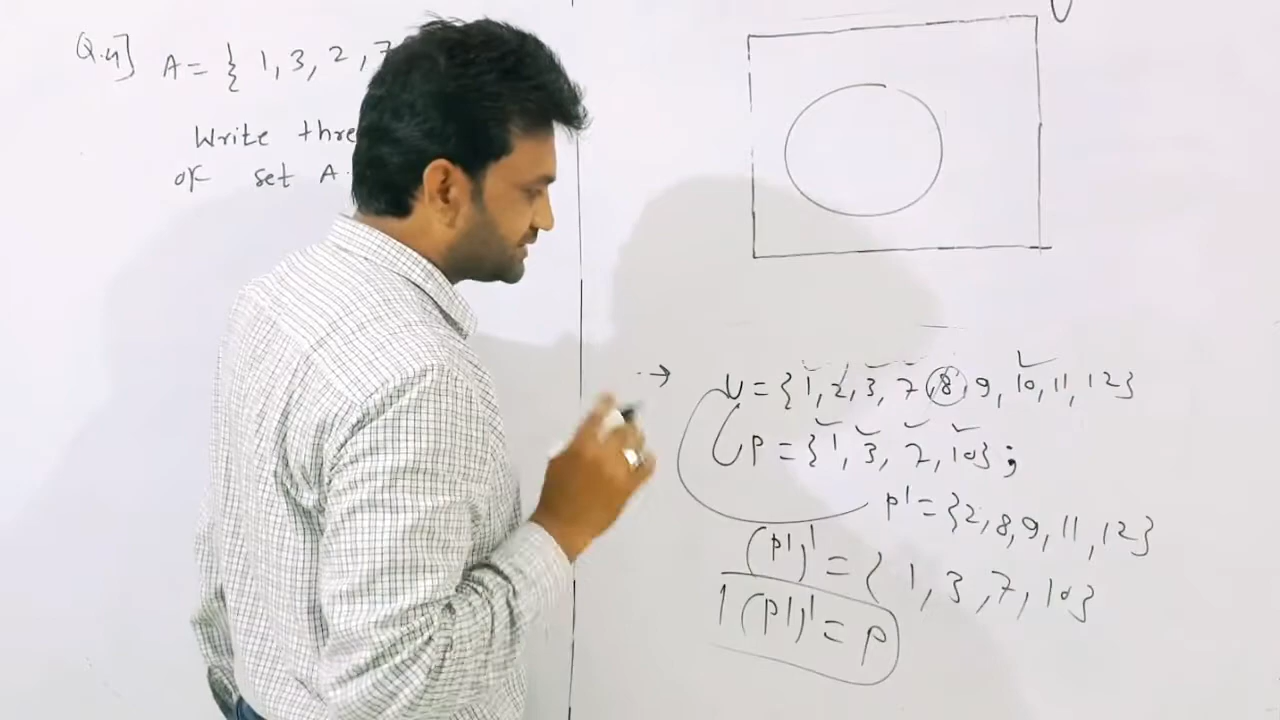 Q.4] A = { 1, 3, 2, 7
Write thre
of set A.
U
→ U = { 1, 2, 3, 7, 8, 9, 10, 11, 12}
P = { 1, 3, 7, 10} ;
P' = {2, 8, 9, 11, 12}
(P')' = { 1, 3, 7, 10}
(P')' = P